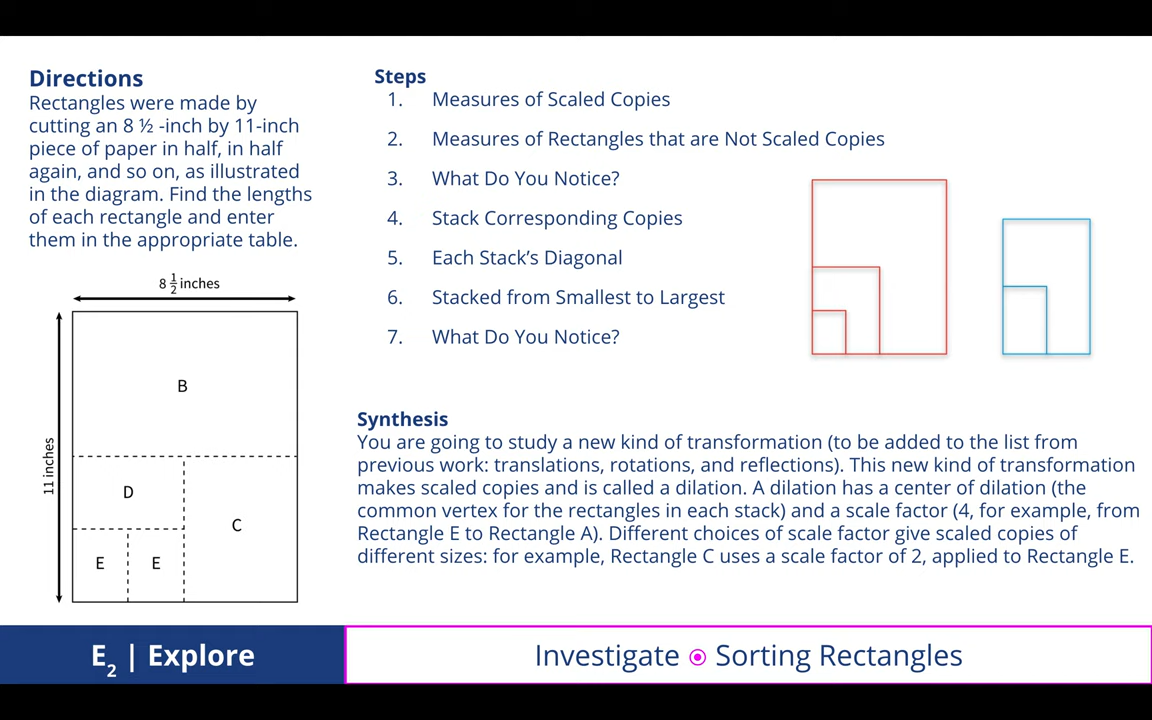 Directions
Rectangles were made by
cutting an 8 ½ -inch by 11-inch
piece of paper in half, in half
again, and so on, as illustrated
in the diagram. Find the lengths
of each rectangle and enter
them in the appropriate table.
8 1/2 inches
11 inches
B
D
C
E E
Steps
1. Measures of Scaled Copies
2. Measures of Rectangles that are Not Scaled Copies
3. What Do You Notice?
4. Stack Corresponding Copies
5. Each Stack’s Diagonal
6. Stacked from Smallest to Largest
7. What Do You Notice?
Synthesis
You are going to study a new kind of transformation (to be added to the list from
previous work: translations, rotations, and reflections). This new kind of transformation
makes scaled copies and is called a dilation. A dilation has a center of dilation (the
common vertex for the rectangles in each stack) and a scale factor (4, for example, from
Rectangle E to Rectangle A). Different choices of scale factor give scaled copies of
different sizes: for example, Rectangle C uses a scale factor of 2, applied to Rectangle E.
E2 | Explore
Investigate ⦿ Sorting Rectangles